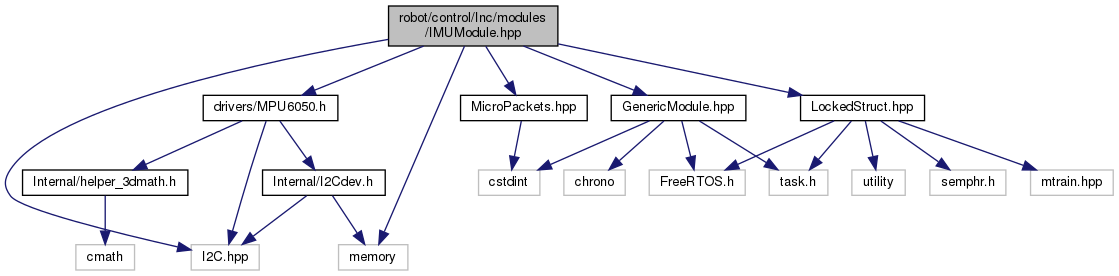 robot/control/Inc/modules
/IMUModule.hpp
drivers/MPU6050.h
MicroPackets.hpp
GenericModule.hpp
LockedStruct.hpp
Internal/helper_3dmath.h
Internal/I2Cdev.h
cstdint
chrono
FreeRTOS.h
task.h
utility
semphr.h
mtrain.hpp
cmath
I2C.hpp
memory